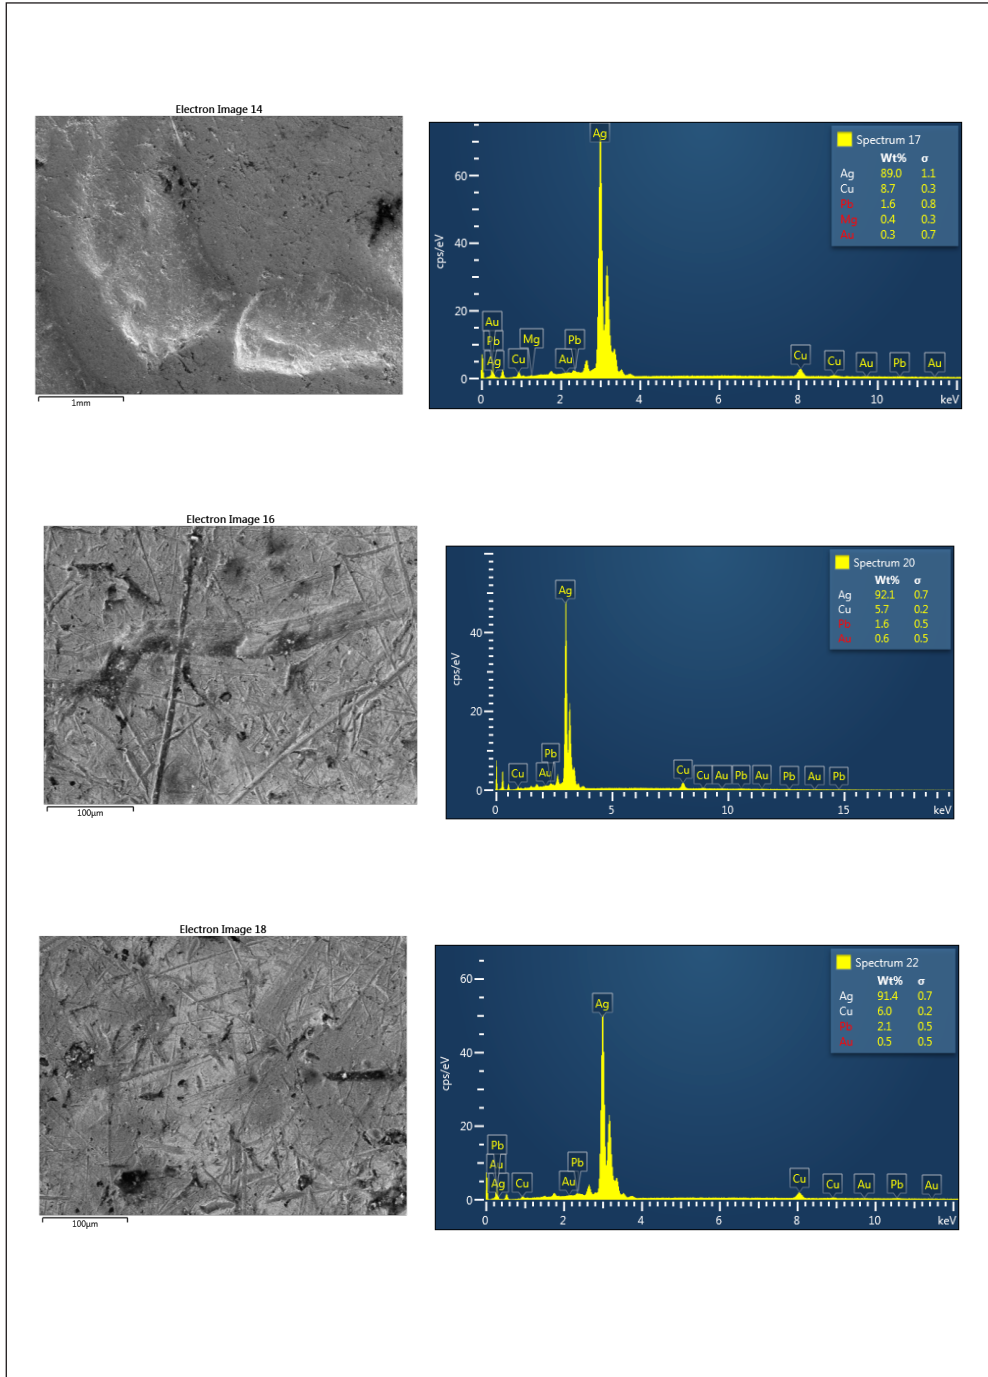 Electron Image 14
1mm
Spectrum 17
Wt% σ
Ag 89.0 1.1
Cu 8.7 0.3
Pb 1.6 0.8
Mg 0.4 0.3
Au 0.3 0.7
cps/eV
60
40
20
0
Ag
Au
Pb
Ag
Cu
Mg
Au
Pb
Cu
Cu
Au
Pb
Au
0 2 4 6 8 10 keV
Electron Image 16
100µm
Spectrum 20
Wt% σ
Ag 92.1 0.7
Cu 5.7 0.2
Pb 1.6 0.5
Au 0.6 0.5
cps/eV
40
20
0
Ag
Cu
Au
Pb
Cu
Cu
Au
Pb
Au
Pb
Au
Pb
0 5 10 15 keV
Electron Image 18
100µm
Spectrum 22
Wt% σ
Ag 91.4 0.7
Cu 6.0 0.2
Pb 2.1 0.5
Au 0.5 0.5
cps/eV
60
40
20
0
Ag
Pb
Au
Ag
Cu
Au
Pb
Cu
Cu
Au
Pb
Au
0 2 4 6 8 10 keV